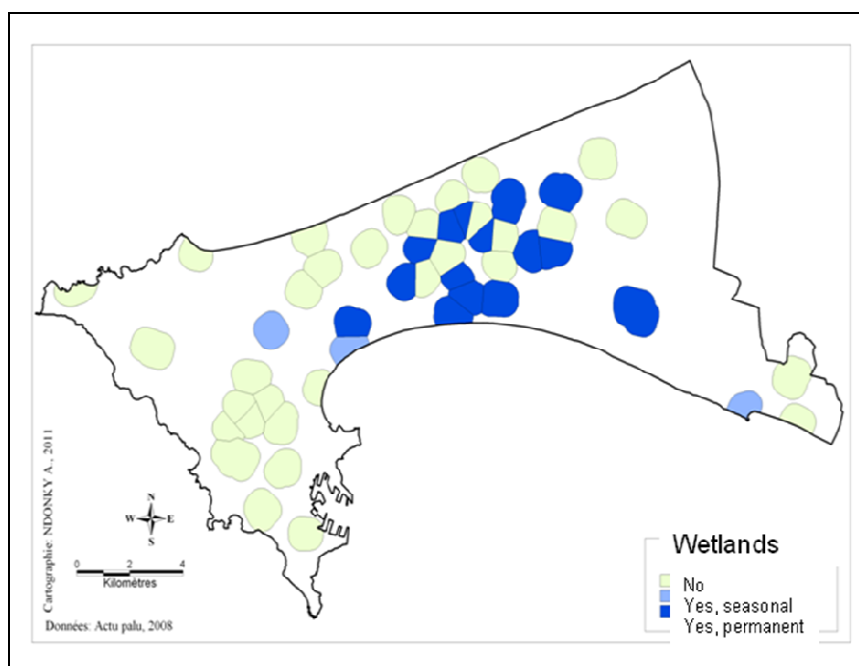 Cartographie: NDONKY A., 2011
N
W E
S
0 2 4
Kilomètres
Données: Actu palu, 2008
Wetlands
No
Yes, seasonal
Yes, permanent